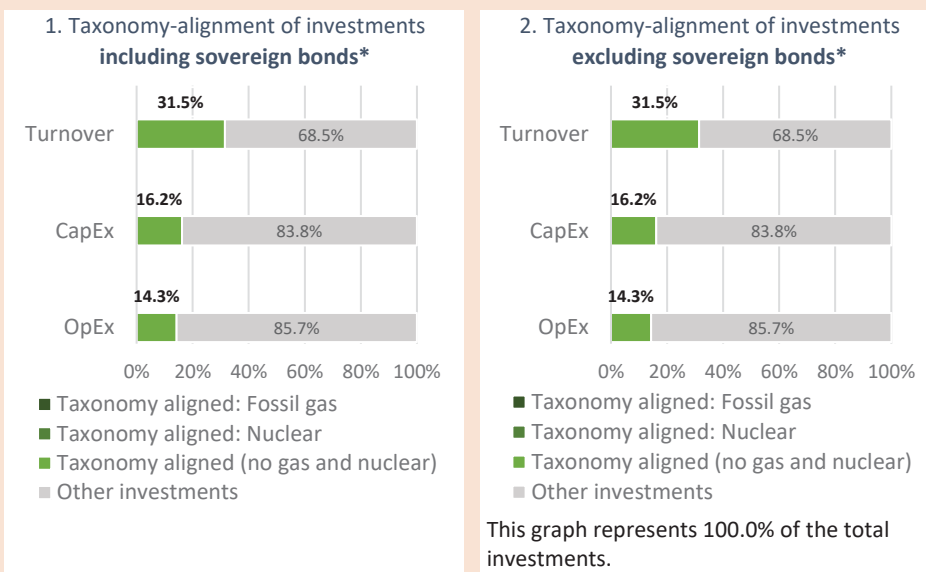 1. Taxonomy-alignment of investments
including sovereign bonds*
31.5%
Turnover
68.5%
16.2%
CapEx
83.8%
14.3%
OpEx
85.7%
0% 20% 40% 60% 80% 100%
Taxonomy aligned: Fossil gas
Taxonomy aligned: Nuclear
Taxonomy aligned (no gas and nuclear)
Other investments
2. Taxonomy-alignment of investments
excluding sovereign bonds*
31.5%
Turnover
68.5%
16.2%
CapEx
83.8%
14.3%
OpEx
85.7%
0% 20% 40% 60% 80% 100%
Taxonomy aligned: Fossil gas
Taxonomy aligned: Nuclear
Taxonomy aligned (no gas and nuclear)
Other investments
This graph represents 100.0% of the total
investments.